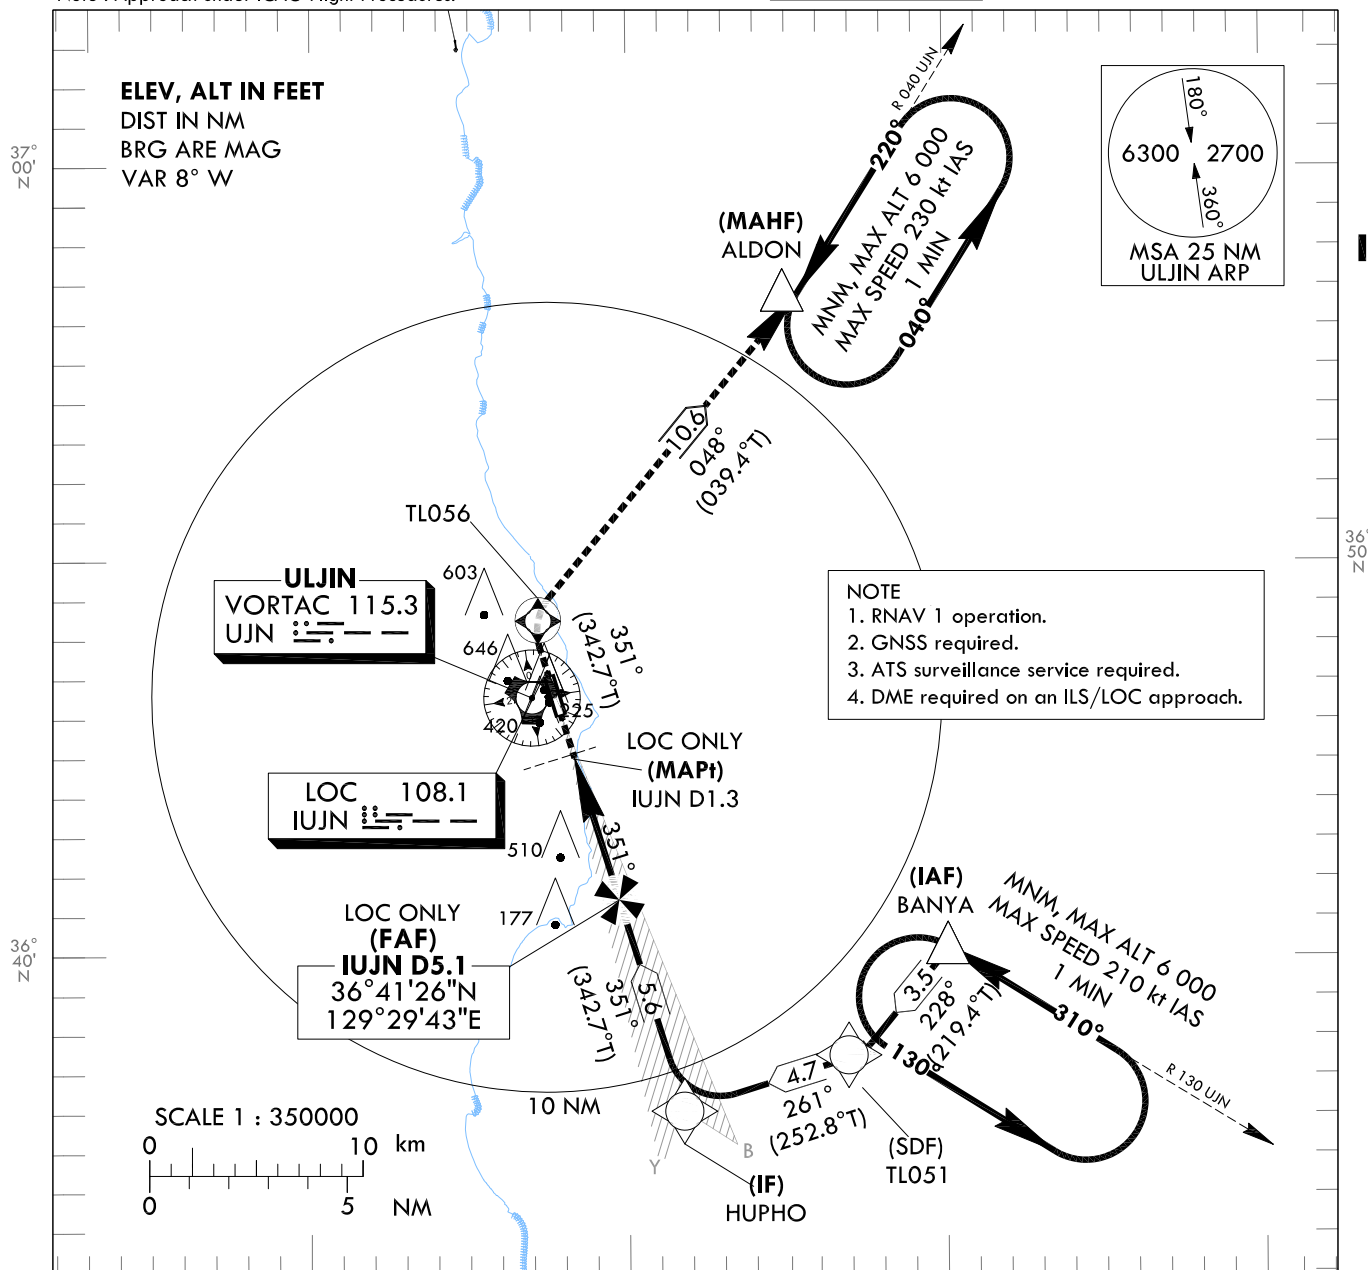 ELEV, ALT IN FEET
DIST IN NM
BRG ARE MAG
VAR 8° W
37°
00'
N
R 040 UJN
220°
MNM, MAX ALT 6 000
MAX SPEED 230 kt IAS
1 MIN
040°
(MAHF)
ALDON
180°
6300 2700
360°
MSA 25 NM
ULJIN ARP
10.6
048°
(039.4°T)
TL056
36°
50'
N
603
ULJIN
VORTAC 115.3
UJN
646
351°
(342.7°T)
NOTE
1. RNAV 1 operation.
2. GNSS required.
3. ATS surveillance service required.
4. DME required on an ILS/LOC approach.
420
225
LOC ONLY
(MAPt)
IUJN D1.3
LOC 108.1
IUJN
510
351°
177
LOC ONLY
(FAF)
IUJN D5.1
36°41'26"N
129°29'43"E
36°
40'
N
(IAF)
BANYA
MNM, MAX ALT 6 000
MAX SPEED 210 kt IAS
1 MIN
310°
130°
R 130 UJN
3.5
228°
(219.4°T)
5.6
351°
(342.7°T)
4.7
261°
(252.8°T)
10 NM
(SDF)
TL051
Y
B
(IF)
HUPHO
SCALE 1 : 350000
0 10 km
0 5 NM